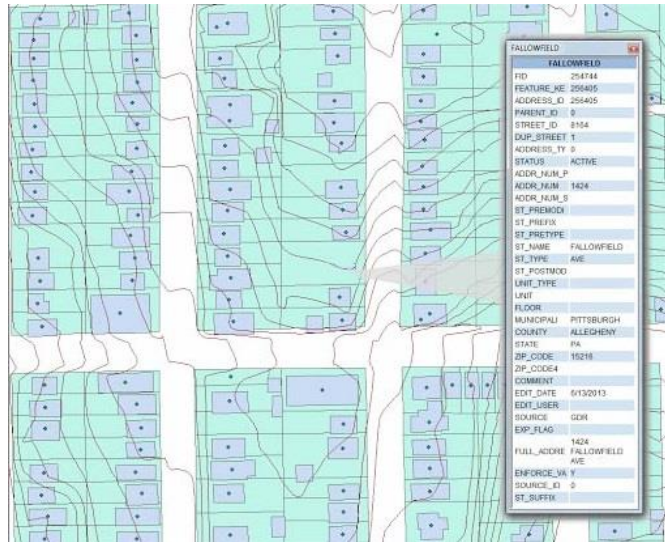 FALLOWFIELD
FALLOWFIELD
FID 254744
FEATURE_KE 256405
ADDRESS_ID 256405
PARENT_ID 0
STREET_ID 8164
DUP_STREET 1
ADDRESS_TY 0
STATUS ACTIVE
ADDR_NUM_P
ADDR_NUM 1424
ADDR_NUM_S
ST_PREMODI
ST_PREFIX
ST_PRETYPE
ST_NAME FALLOWFIELD
ST_TYPE AVE
ST_POSTMOD
UNIT_TYPE
UNIT
FLOOR
MUNICIPALI PITTSBURGH
COUNTY ALLEGHENY
STATE PA
ZIP_CODE 15216
ZIP_CODE4
COMMENT
EDIT_DATE 6/13/2013
EDIT_USER
SOURCE GDR
EXP_FLAG
1424
FULL_ADDRE FALLOWFIELD
AVE
ENFORCE_VA Y
SOURCE_ID 0
ST_SUFFIX